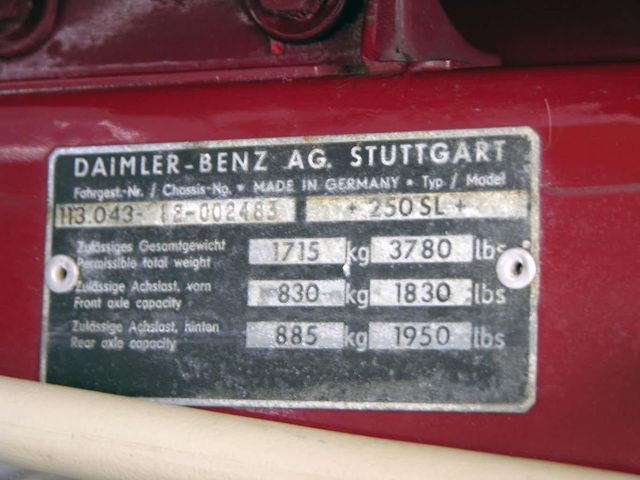 DAIMLER-BENZ AG. STUTTGART
Fahrgest.-Nr. / Chassis-No. • MADE IN GERMANY • Typ / Model
113.043- 12-002483 + 250 SL +
Zulässiges Gesamtgewicht
Permissible total weight 1715 kg 3780 lbs
Zulässige Achslast, vorn
Front axle capacity 830 kg 1830 lbs
Zulässige Achslast, hinten
Rear axle capacity 885 kg 1950 lbs